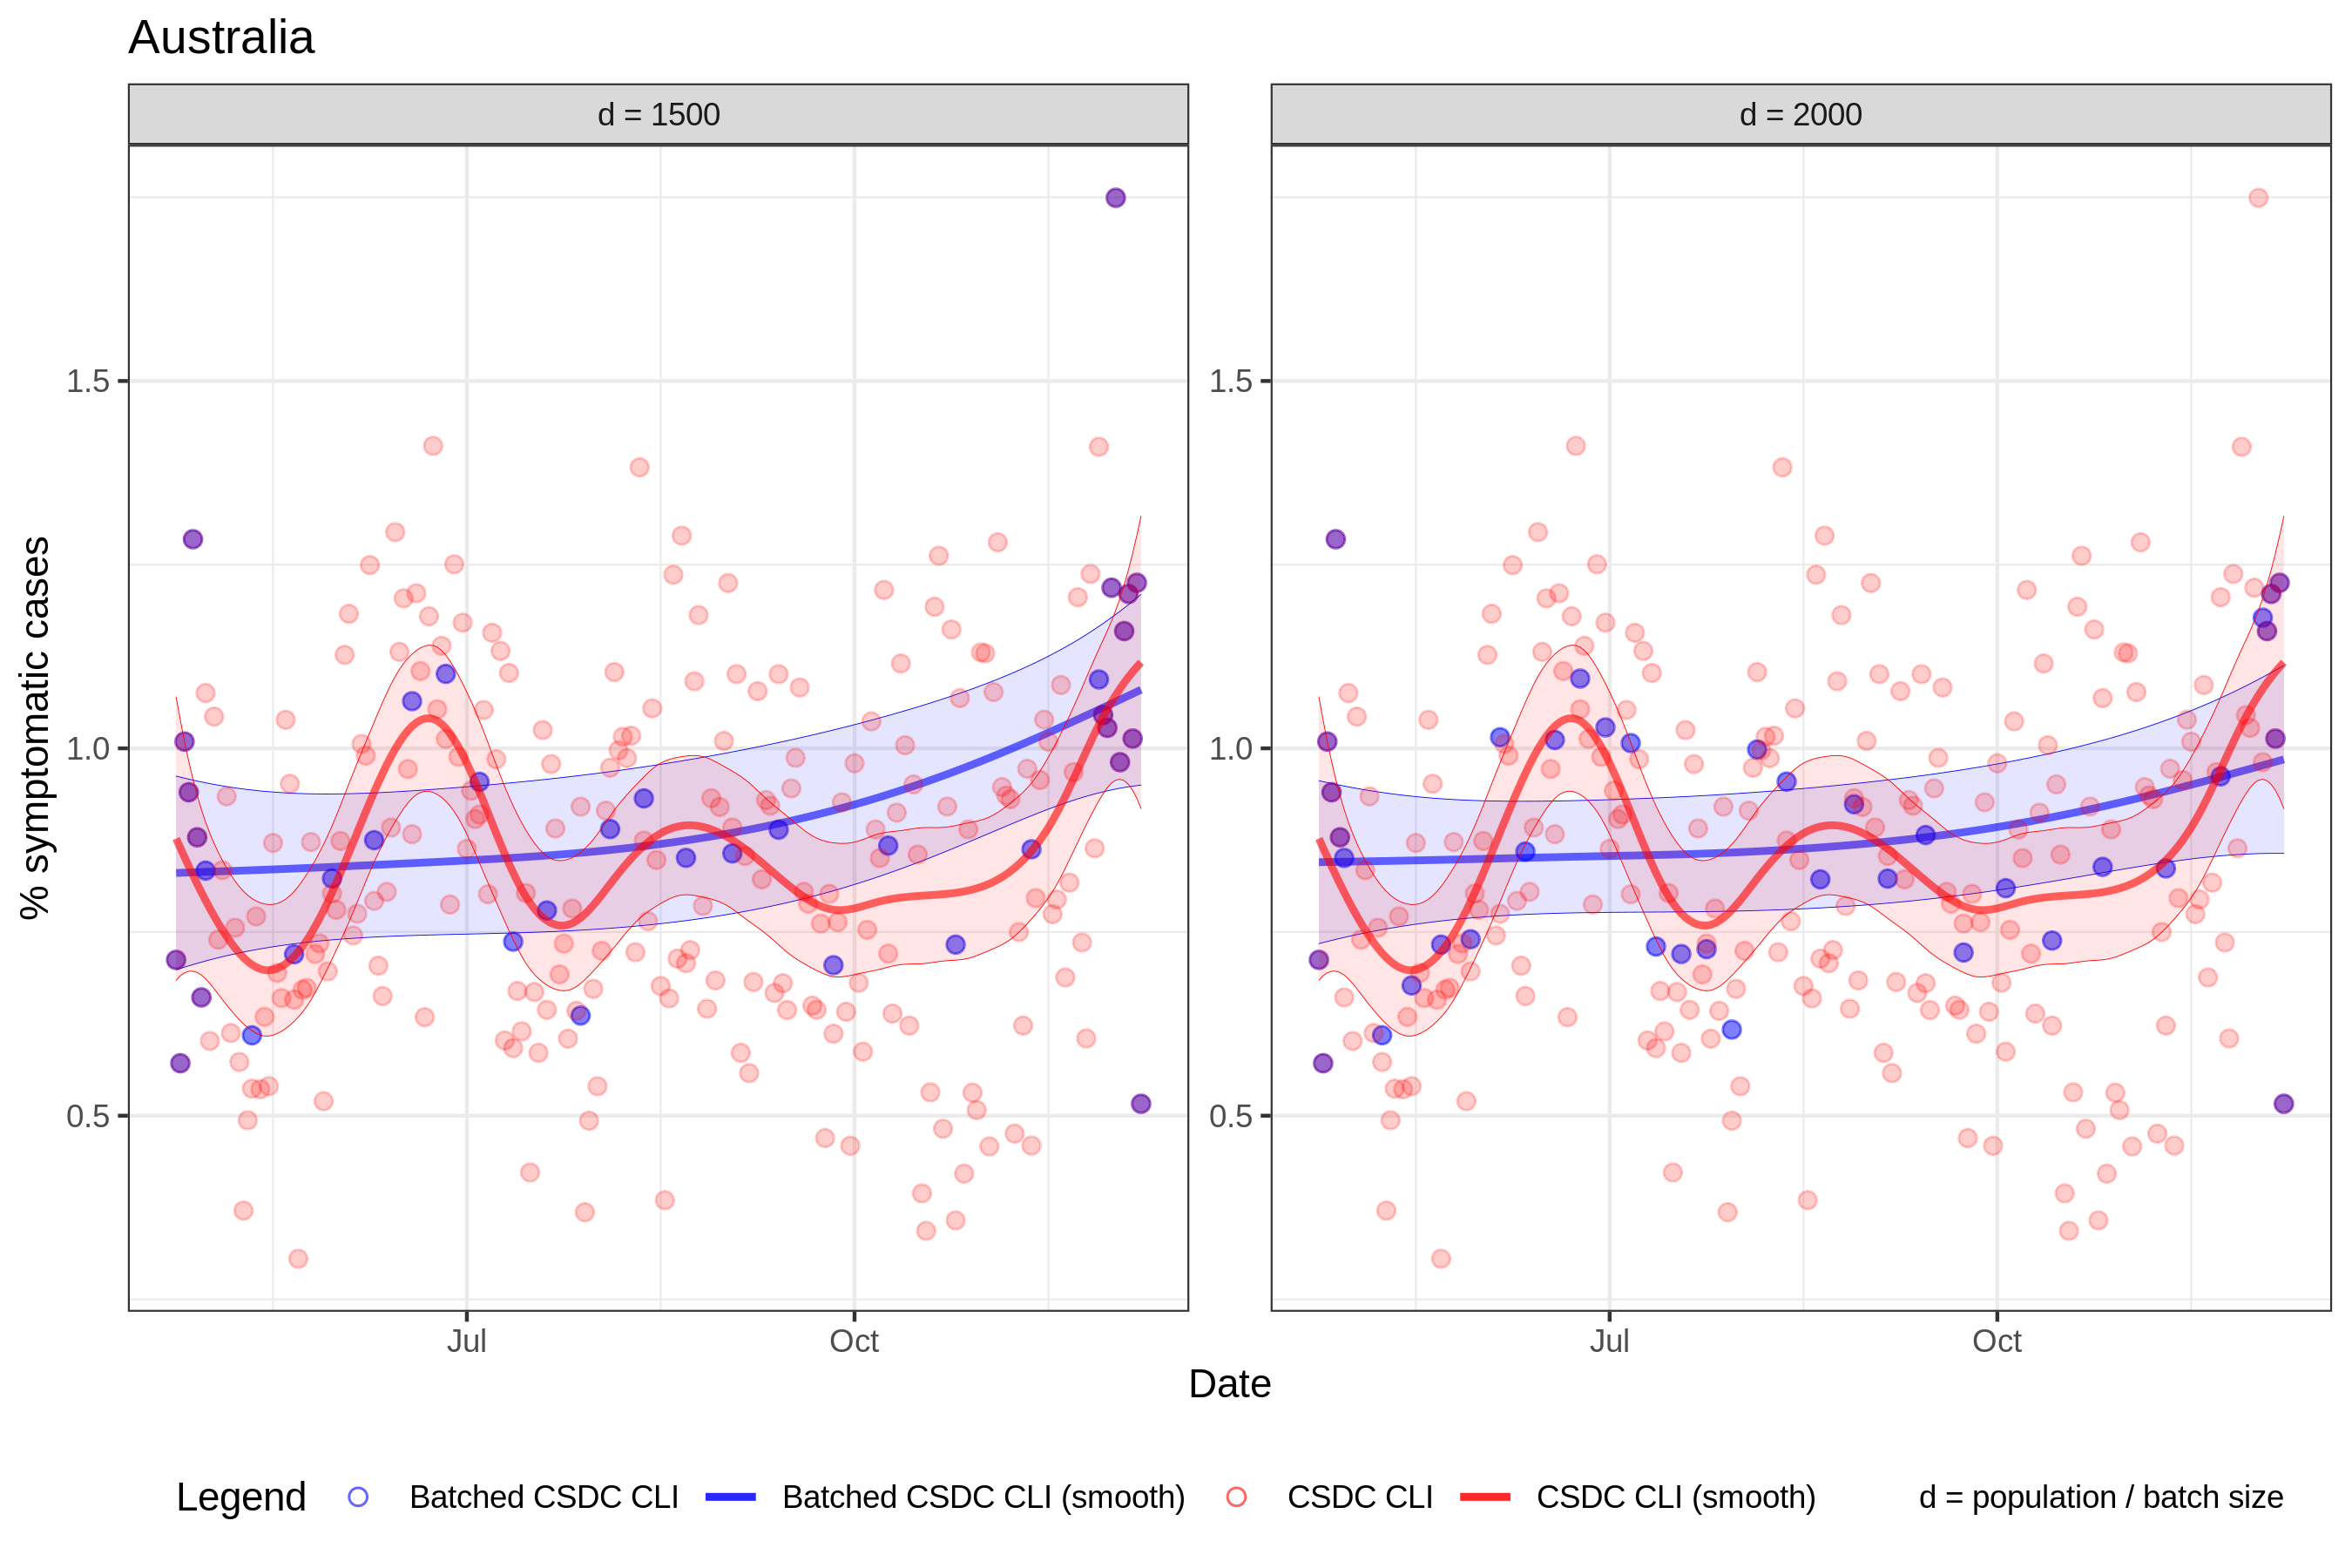 Australia
d = 1500
d = 2000
% symptomatic cases
1.5
1.0
0.5
1.5
1.0
0.5
Jul
Oct
Jul
Oct
Date
Legend Batched CSDC CLI Batched CSDC CLI (smooth) CSDC CLI CSDC CLI (smooth) d = population / batch size